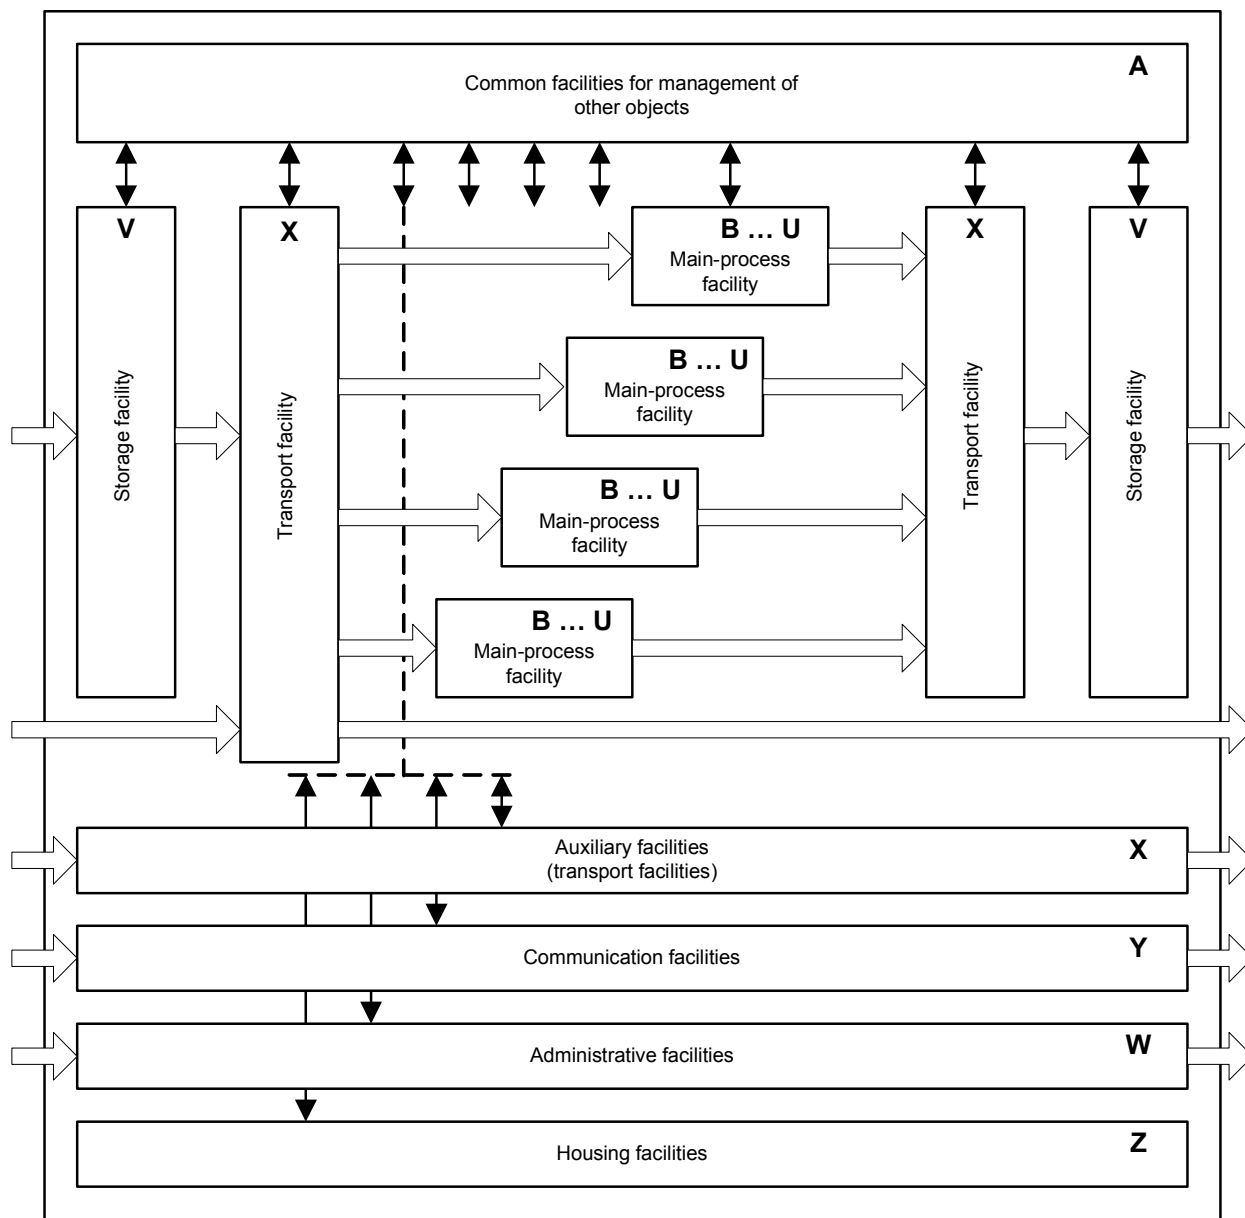 A
Common facilities for management of
other objects
V
Storage facility
X
Transport facility
B … U
Main-process
facility
B … U
Main-process
facility
B … U
Main-process
facility
B … U
Main-process
facility
X
Transport facility
V
Storage facility
Auxiliary facilities
(transport facilities)
X
Communication facilities
Y
Administrative facilities
W
Housing facilities
Z